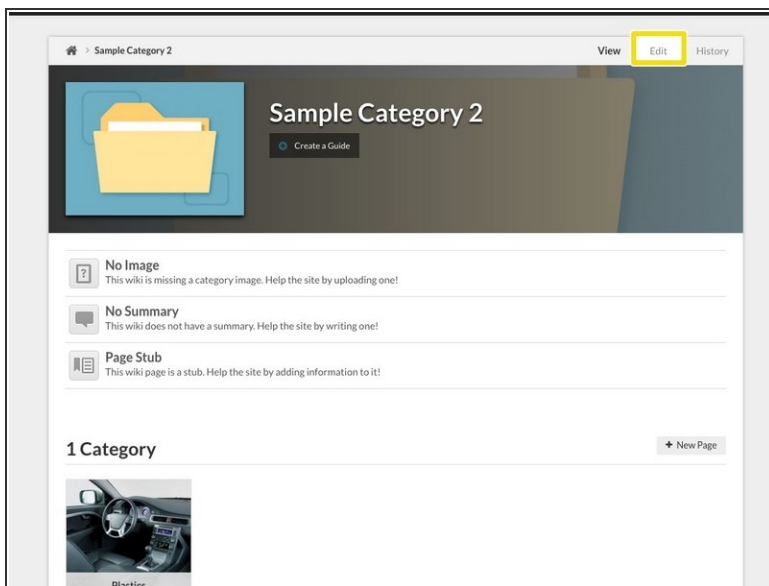 Sample Category 2
View
Edit
History
Sample Category 2
Create a Guide
No Image
This wiki is missing a category image. Help the site by uploading one!
No Summary
This wiki does not have a summary. Help the site by writing one!
Page Stub
This wiki page is a stub. Help the site by adding information to it!
1 Category
+ New Page
Plastics